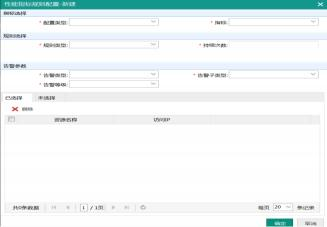 性能指标规则配置-新建
指标选择
* 配置类型: * 指标:
规则选择
* 规则类型: * 持续次数:
告警参数
* 告警类型: * 告警子类型:
* 告警等级:
已选择 未选择
删除
资源名称 访问IP
共0条数据 1 / 1页 每页 20 条记录
确定 取消